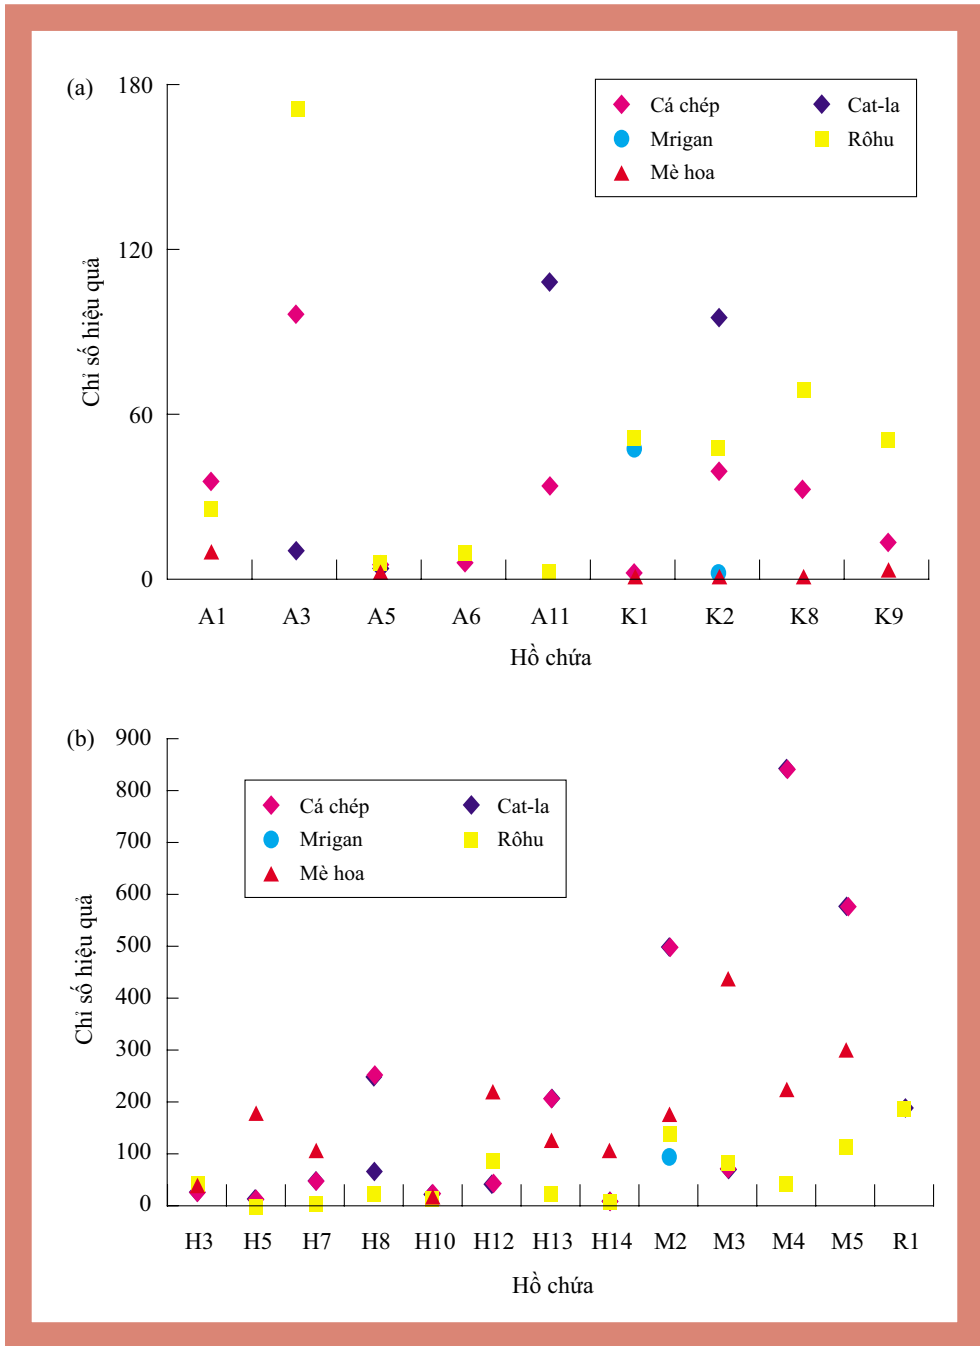 (a)
180
120
60
0
Chỉ số hiệu quả
Cá chép
Cat-la
Mrigan
Rôhu
Mè hoa
A1 A3 A5 A6 A11 K1 K2 K8 K9
Hồ chứa
(b)
900
800
700
600
500
400
300
200
100
0
Chỉ số hiệu quả
Cá chép
Cat-la
Mrigan
Rôhu
Mè hoa
H3 H5 H7 H8 H10 H12 H13 H14 M2 M3 M4 M5 R1
Hồ chứa